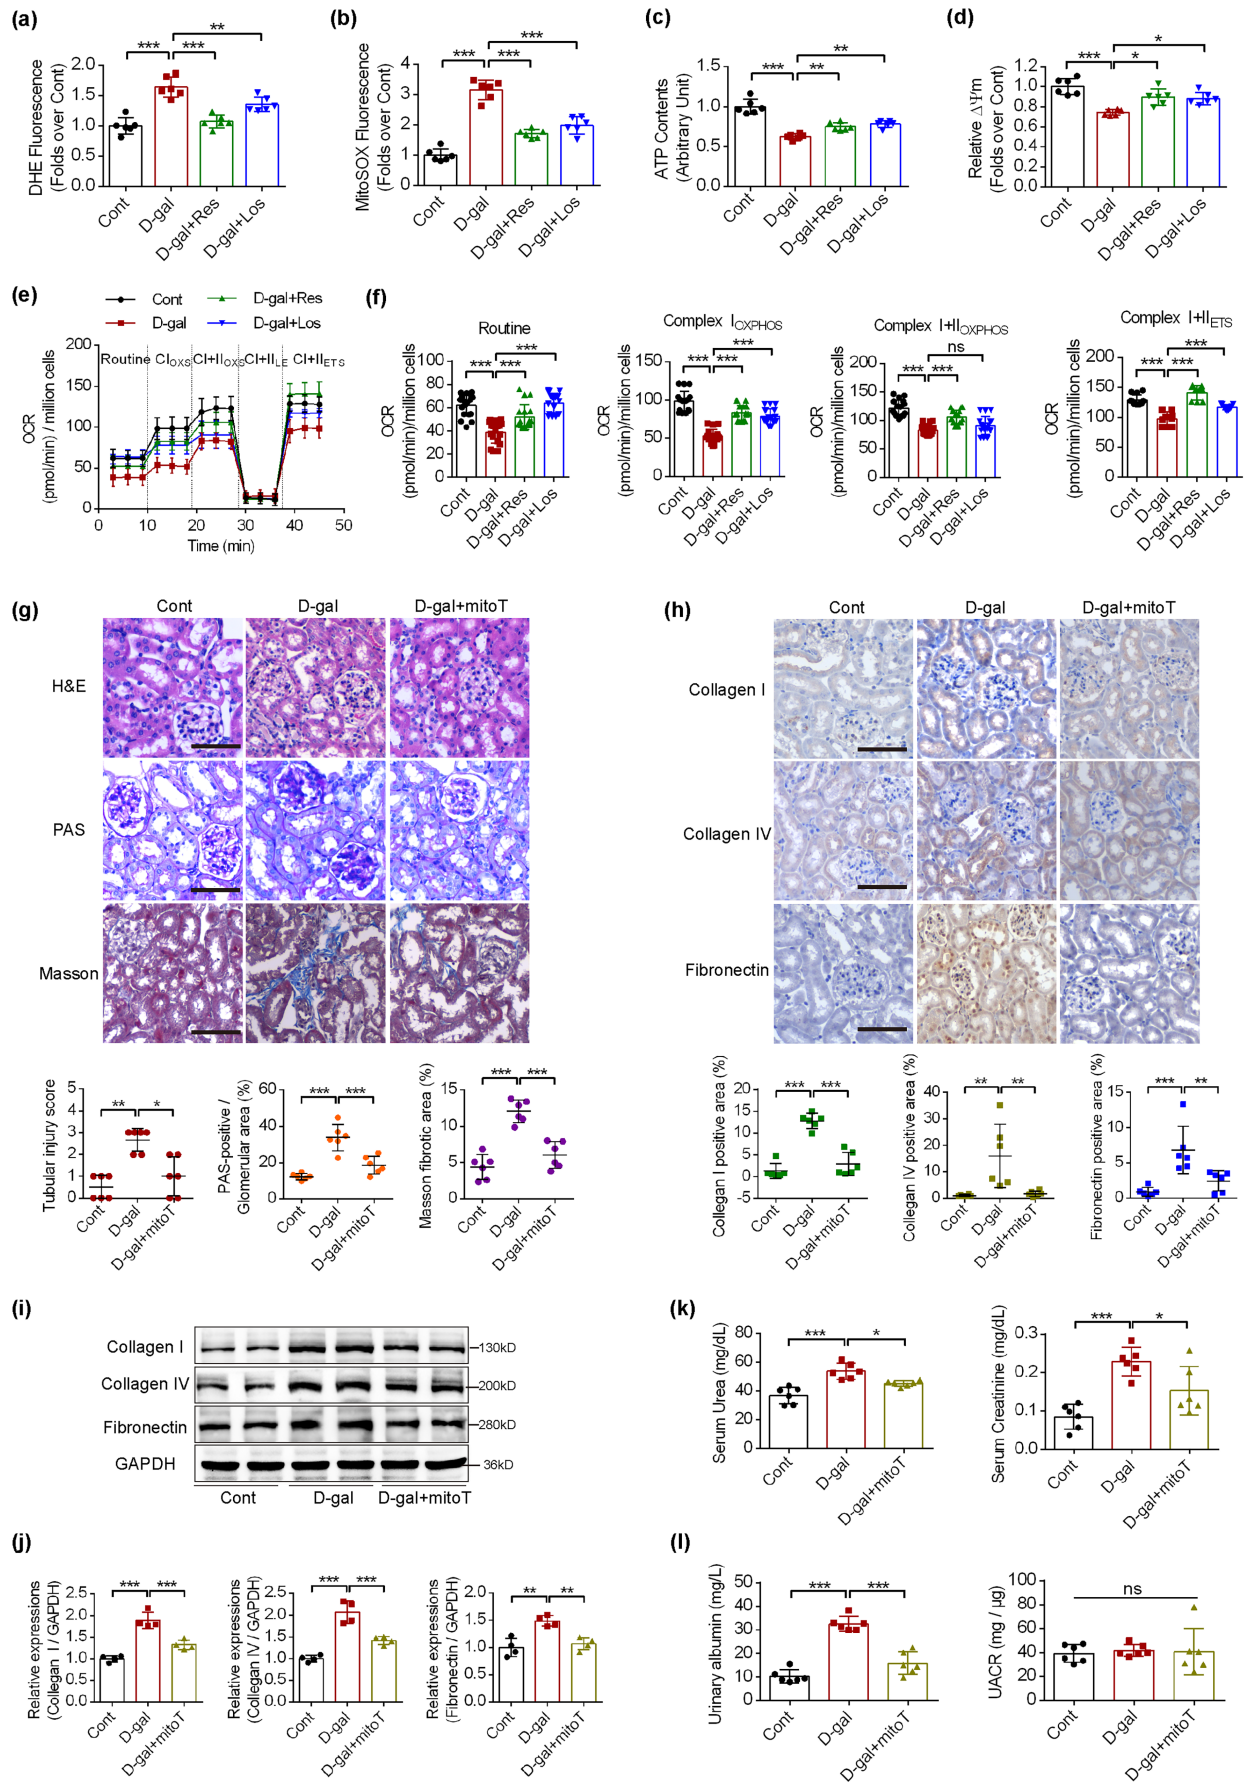 (a)
DHE Fluorescence
(Folds over Cont)
2.0
1.5
1.0
0.5
0.0
***
***
**
Cont
D-gal
D-gal+Res
D-gal+Los
(b)
MitoSOX Fluorescence
(Folds over Cont)
4
3
2
1
0
***
***
***
Cont
D-gal
D-gal+Res
D-gal+Los
(c)
ATP Contents
(Arbitrary Unit)
1.5
1.0
0.5
0.0
***
**
**
Cont
D-gal
D-gal+Res
D-gal+Los
(d)
Relative ΔΨm
(Folds over Cont)
1.2
1.0
0.8
0.6
0.4
0.2
0.0
***
*
*
Cont
D-gal
D-gal+Res
D-gal+Los
(e)
Cont
D-gal
D-gal+Res
D-gal+Los
Routine
CIOXS
CI+IIOXS
CI+IILE
CI+IIETS
OCR
(pmol/min) / million cells
200
150
100
50
0
0
10
20
30
40
50
Time (min)
(f)
Routine
OCR
(pmol/min)/million cells
100
80
60
40
20
0
***
***
***
Cont
D-gal
D-gal+Res
D-gal+Los
Complex IOXPHOS
OCR
(pmol/min)/million cells
150
100
50
0
***
***
***
Cont
D-gal
D-gal+Res
D-gal+Los
Complex I+IIOXPHOS
OCR
(pmol/min)/million cells
200
150
100
50
0
***
***
ns
Cont
D-gal
D-gal+Res
D-gal+Los
Complex I+IIETS
OCR
(pmol/min)/million cells
200
150
100
50
0
***
***
***
Cont
D-gal
D-gal+Res
D-gal+Los
(g)
Cont
D-gal
D-gal+mitoT
H&E
PAS
Masson
Tubular injury score
5
4
3
2
1
0
**
*
Cont
D-gal
D-gal+mitoT
PAS-positive /
Glomerular area (%)
60
40
20
0
***
***
Cont
D-gal
D-gal+mitoT
Masson fibrotic area (%)
15
10
5
0
***
***
Cont
D-gal
D-gal+mitoT
(h)
Cont
D-gal
D-gal+mitoT
Collagen I
Collagen IV
Fibronectin
Collegan I positive area (%)
20
15
10
5
0
-5
***
***
Cont
D-gal
D-gal+mitoT
Collegan IV positive area (%)
40
30
20
10
0
**
**
Cont
D-gal
D-gal+mitoT
Fibronectin positive area (%)
15
10
5
0
***
**
Cont
D-gal
D-gal+mitoT
(i)
Collagen I
130kD
Collagen IV
200kD
Fibronectin
280kD
GAPDH
36kD
Cont
D-gal
D-gal+mitoT
(j)
Relative expressions
(Collegan I / GAPDH)
2.5
2.0
1.5
1.0
0.5
0.0
***
***
Cont
D-gal
D-gal+mitoT
Relative expressions
(Collegan IV / GAPDH)
2.5
2.0
1.5
1.0
0.5
0.0
***
***
Cont
D-gal
D-gal+mitoT
Relative expressions
(Fibronectin / GAPDH)
2.0
1.5
1.0
0.5
0.0
**
**
Cont
D-gal
D-gal+mitoT
(k)
Serum Urea (mg/dL)
80
60
40
20
0
***
*
Cont
D-gal
D-gal+mitoT
Serum Creatinine (mg/dL)
0.3
0.2
0.1
0.0
***
*
Cont
D-gal
D-gal+mitoT
(l)
Urinary albumin (mg/L)
50
40
30
20
10
0
***
***
Cont
D-gal
D-gal+mitoT
UACR (mg / μg)
100
80
60
40
20
0
ns
Cont
D-gal
D-gal+mitoT